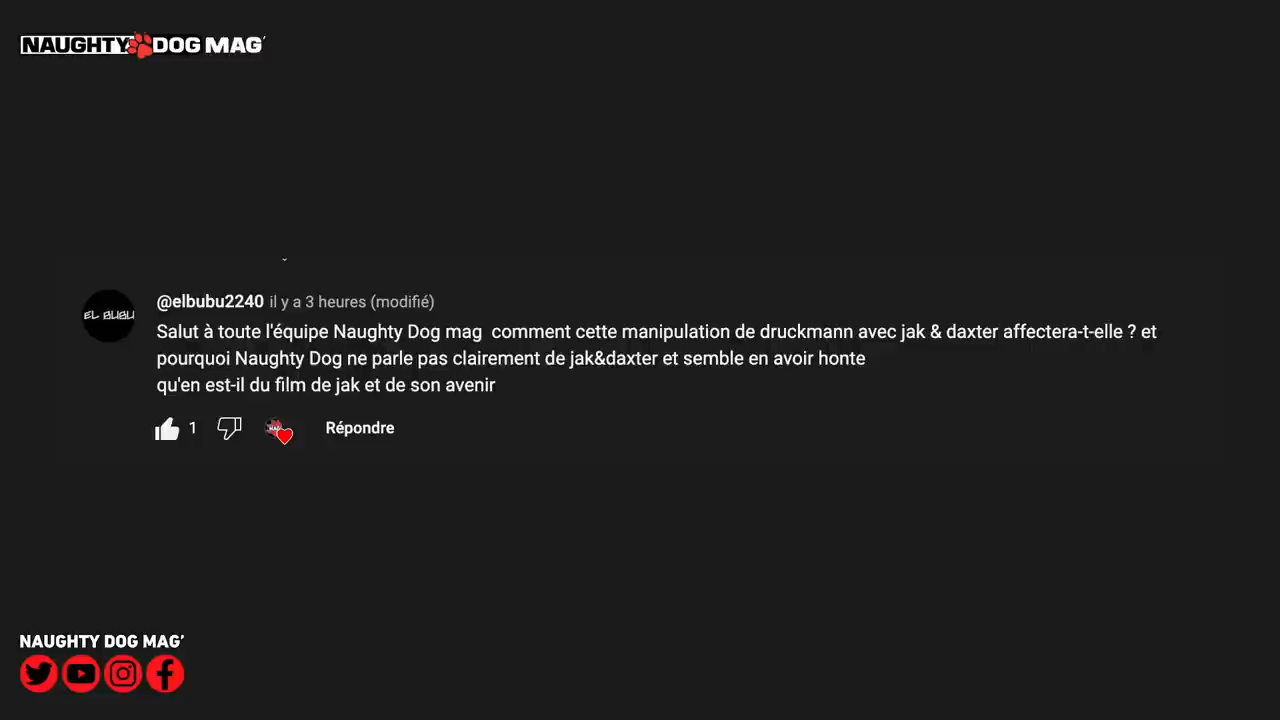 NAUGHTY DOG MAG'
@elbubu2240 il y a 3 heures (modifié)
EL BUBU
Salut à toute l'équipe Naughty Dog mag comment cette manipulation de druckmann avec jak & daxter affectera-t-elle ? et
pourquoi Naughty Dog ne parle pas clairement de jak&daxter et semble en avoir honte
qu'en est-il du film de jak et de son avenir
1 Répondre
NAUGHTY DOG MAG'